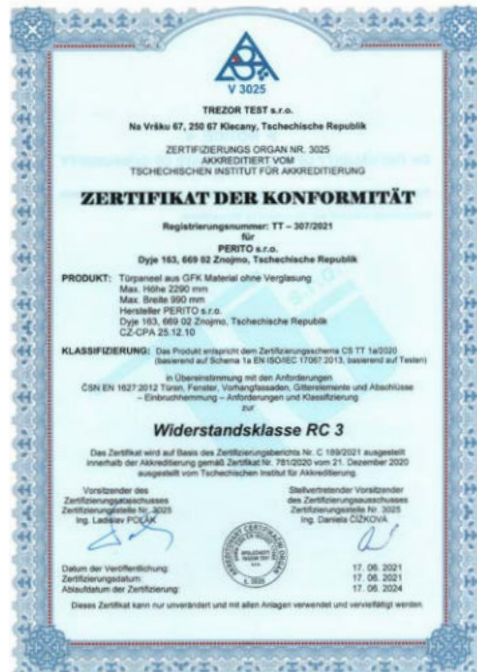 V 3025
TREZOR TEST s.r.o.
Na Vršku 67, 250 67 Klecany, Tschechische Republik
ZERTIFIZIERUNGS ORGAN NR. 3025
AKKREDITIERT VOM
TSCHECHISCHEN INSTITUT FÜR AKKREDITIERUNG
ZERTIFIKAT DER KONFORMITÄT
Registrierungsnummer: TT – 307/2021
für
PERITO s.r.o.
Dyje 163, 669 02 Znojmo, Tschechische Republik
PRODUKT: Türpaneel aus GFK Material ohne Verglasung
Max. Höhe 2290 mm
Max. Breite 990 mm
Hersteller PERITO s.r.o.
Dyje 163, 669 02 Znojmo, Tschechische Republik
CZ-CPA 25.12.10
KLASSIFIZIERUNG: Das Produkt entspricht dem Zertifizierungsschema CS TT 1a/2020
(basierend auf Schema 1a EN ISO/IEC 17067:2013, basierend auf Testen)
in Übereinstimmung mit den Anforderungen
ČSN EN 1627:2012 Türen, Fenster, Vorhangfassaden, Gitterelemente und Abschlüsse
– Einbruchhemmung – Anforderungen und Klassifizierung
zur
Widerstandsklasse RC 3
Das Zertifikat wird auf Basis des Zertifizierungsberichts Nr. C 189/2021 ausgestellt
innerhalb der Akkreditierung gemäß Zertifikat Nr. 781/2020 vom 21. Dezember 2020
ausgestellt vom Tschechischen Institut für Akkreditierung.
Vorsitzender des
Zertifizierungsausschusses
Zertifizierungsstelle Nr. 3025
Ing. Ladislav POLÁK
Stellvertretender Vorsitzender
des Zertifizierungsausschusses
Zertifizierungsstelle Nr. 3025
Ing. Daniela ČIŽKOVÁ
Datum der Veröffentlichung: 17. 06. 2021
Zertifizierungsdatum: 17. 06. 2021
Ablaufdatum der Zertifizierung: 17. 06. 2024
Dieses Zertifikat kann nur unverändert und mit allen Anlagen verwendet und vervielfältigt werden.